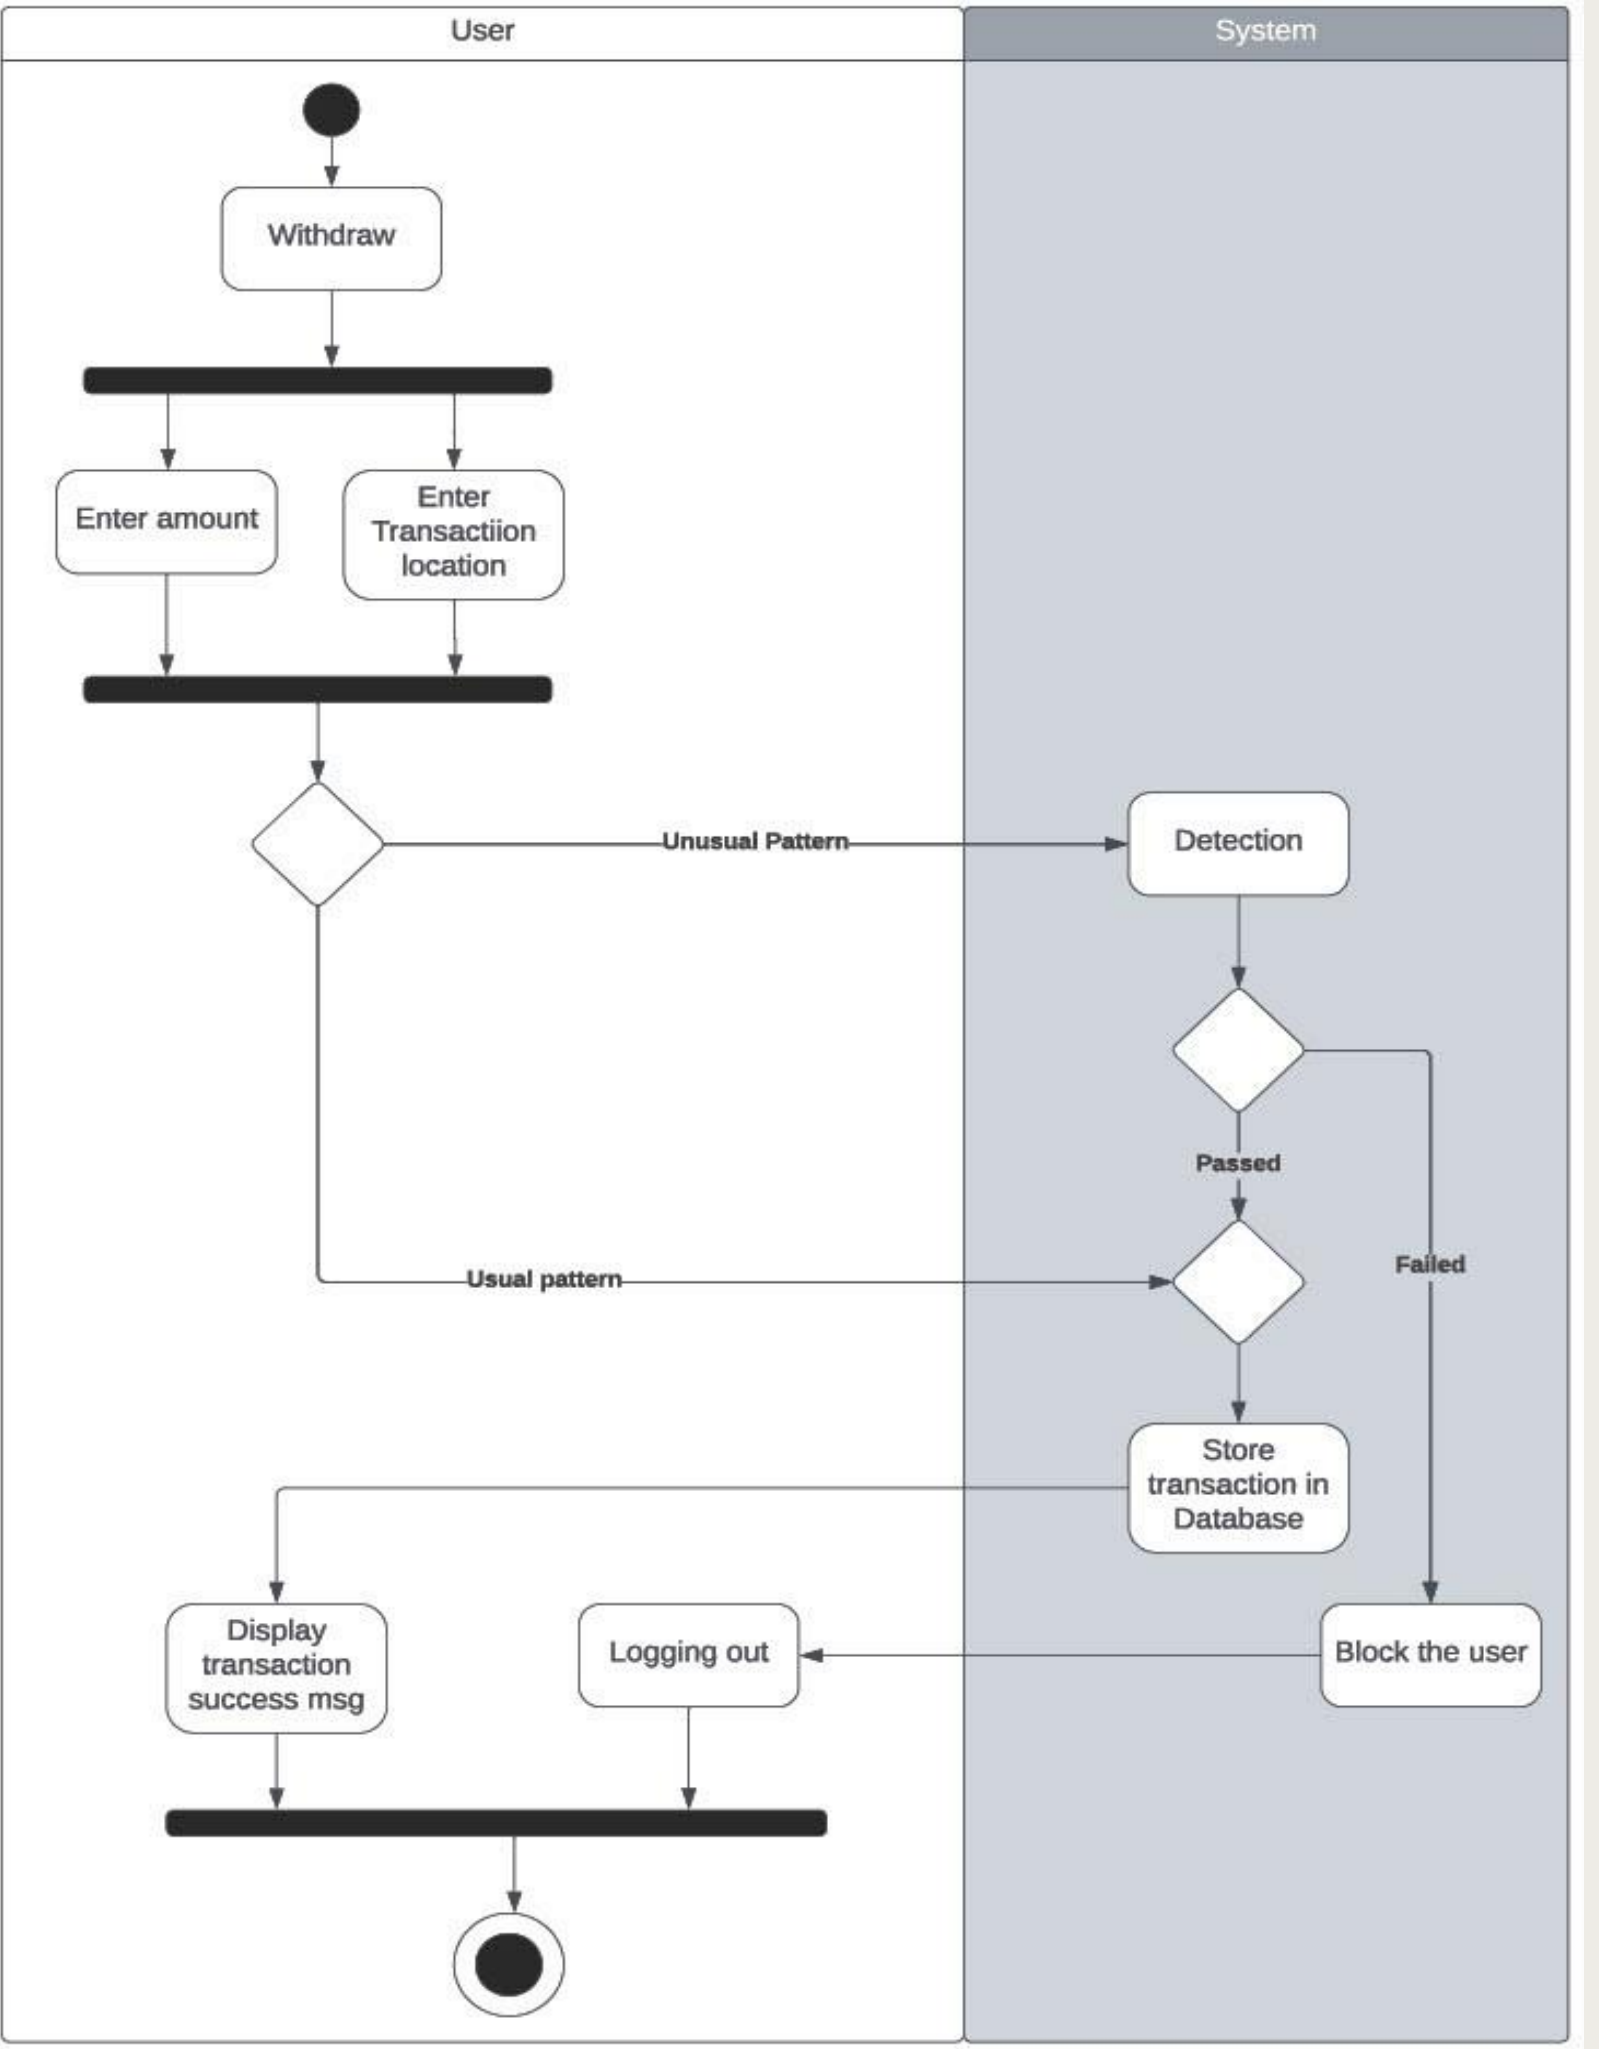 User
System
Withdraw
Enter amount
Enter
Transactiion
location
Unusual Pattern
Detection
Passed
Failed
Usual pattern
Store
transaction in
Database
Display
transaction
success msg
Logging out
Block the user